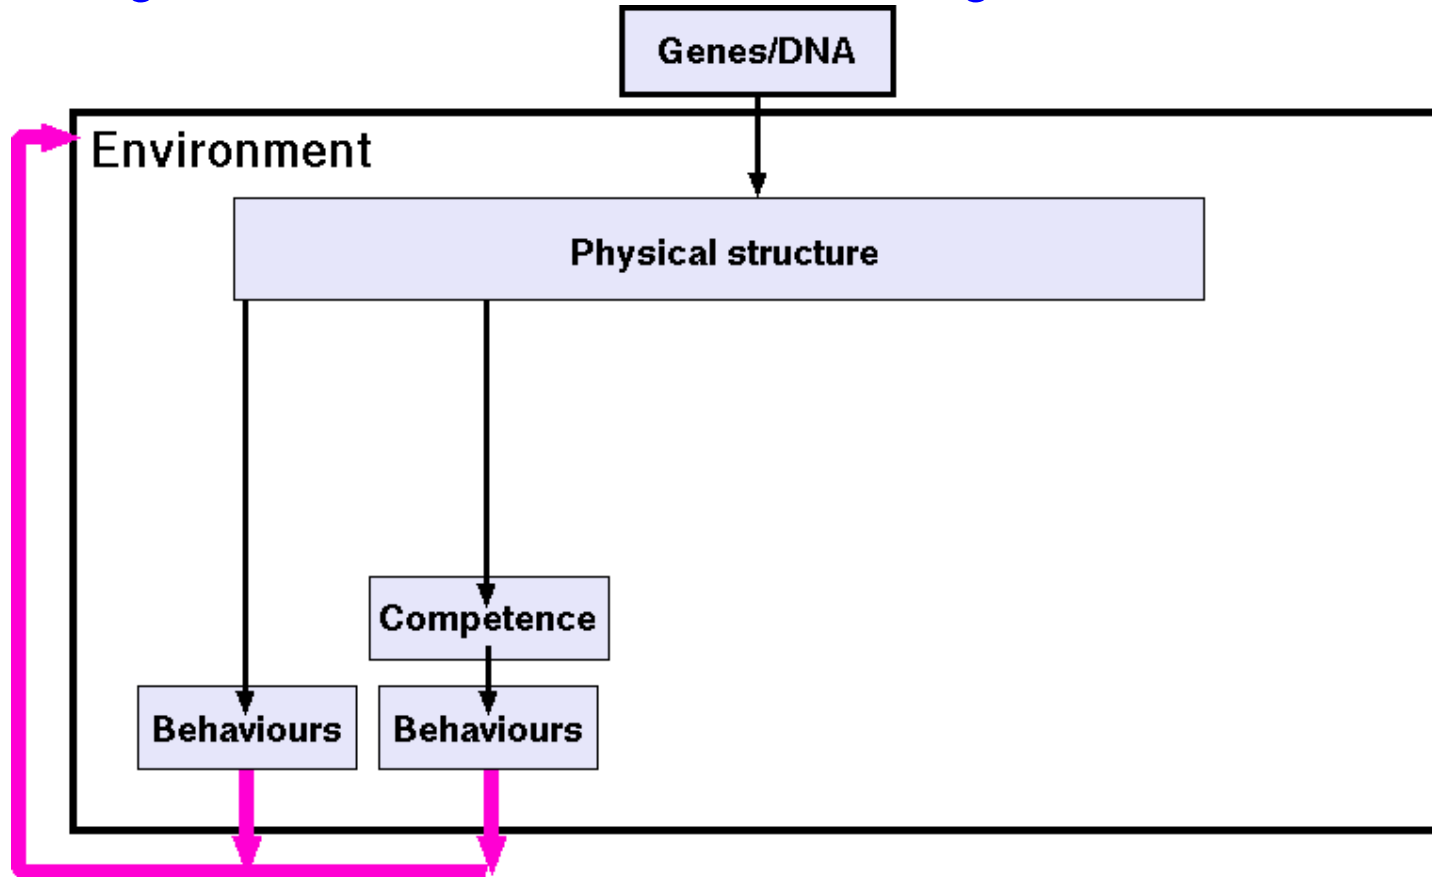 Genes/DNA
Environment
Physical structure
Competence
Behaviours Behaviours